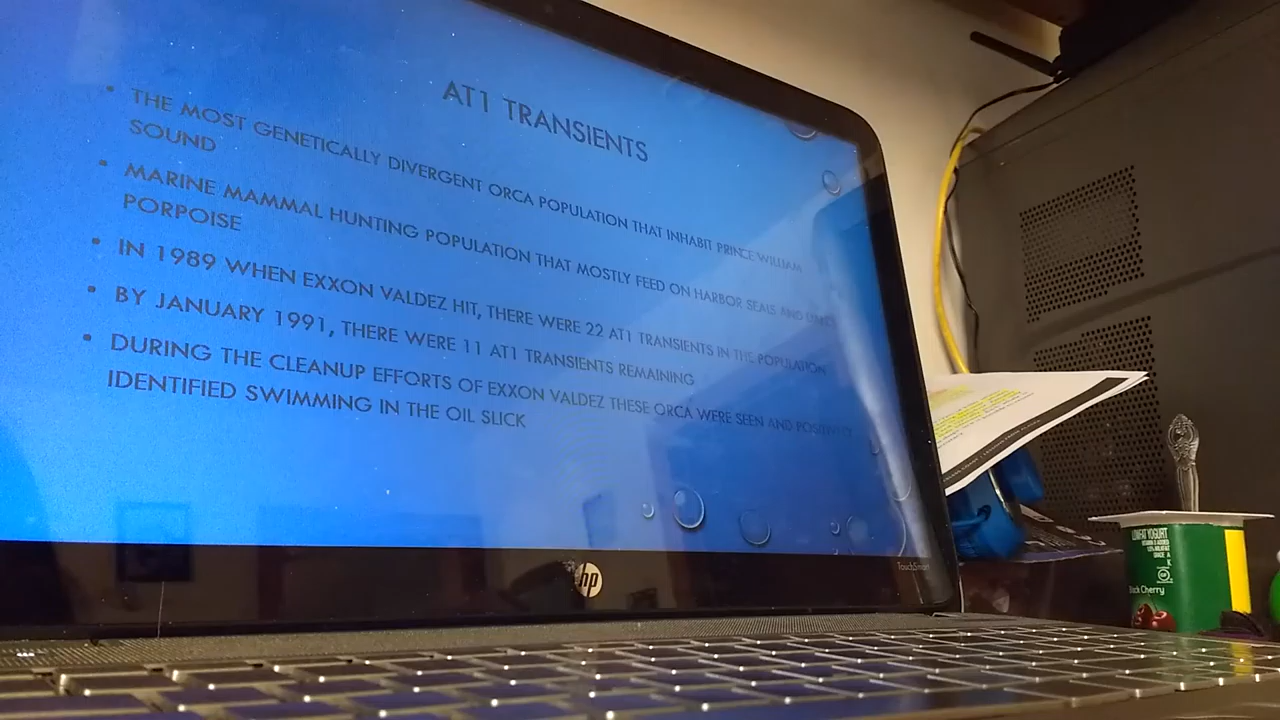 AT1 TRANSIENTS
• THE MOST GENETICALLY DIVERGENT ORCA POPULATION THAT INHABIT PRINCE WILLIAM
SOUND
• MARINE MAMMAL HUNTING POPULATION THAT MOSTLY FEED ON HARBOR SEALS AND
PORPOISE
• IN 1989 WHEN EXXON VALDEZ HIT, THERE WERE 22 AT1 TRANSIENTS IN THE POPULATION
• BY JANUARY 1991, THERE WERE 11 AT1 TRANSIENTS REMAINING
• DURING THE CLEANUP EFFORTS OF EXXON VALDEZ THESE ORCA WERE SEEN AND
IDENTIFIED SWIMMING IN THE OIL SLICK
hp
TouchSmart
LOWFAT YOGURT
GRADE A
K
Black Cherry